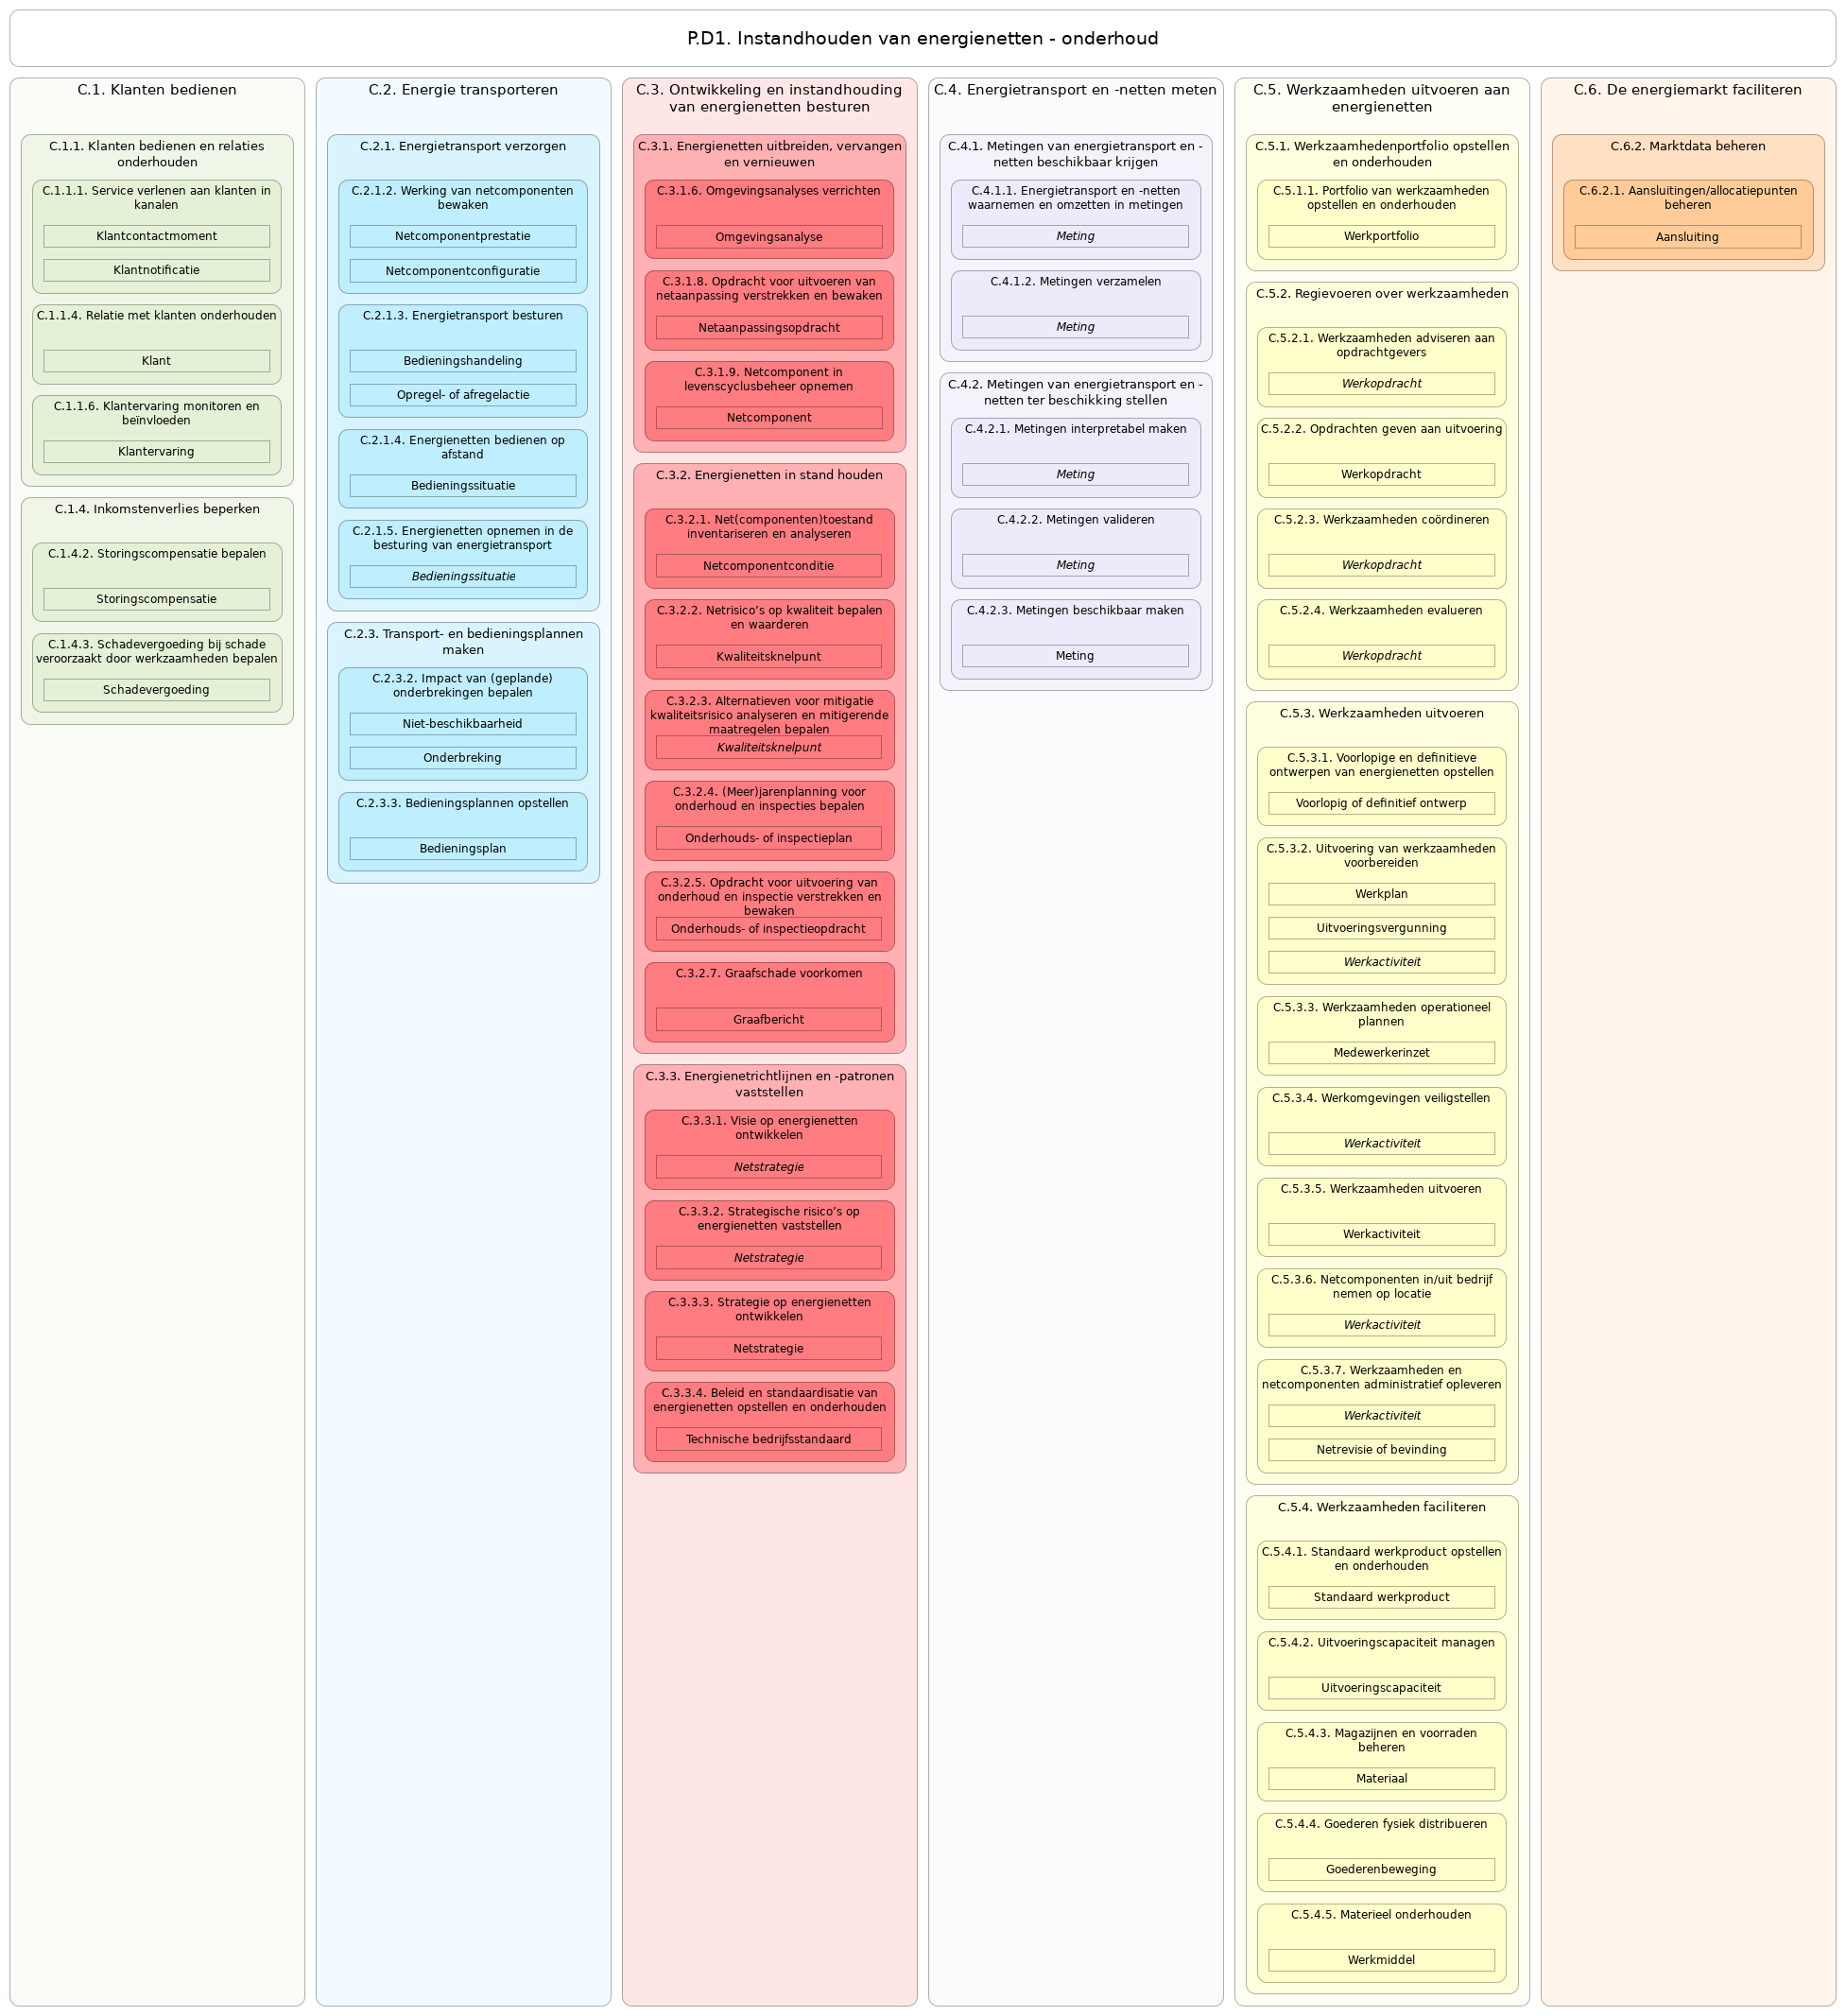 P.D1. Instandhouden van energienetten - onderhoud
C.1. Klanten bedienen
C.1.1. Klanten bedienen en relaties
onderhouden
C.1.1.1. Service verlenen aan klanten in
kanalen
Klantcontactmoment
Klantnotificatie
C.1.1.4. Relatie met klanten onderhouden
Klant
C.1.1.6. Klantervaring monitoren en
beïnvloeden
Klantervaring
C.1.4. Inkomstenverlies beperken
C.1.4.2. Storingscompensatie bepalen
Storingscompensatie
C.1.4.3. Schadevergoeding bij schade
veroorzaakt door werkzaamheden bepalen
Schadevergoeding
C.2. Energie transporteren
C.2.1. Energietransport verzorgen
C.2.1.2. Werking van netcomponenten
bewaken
Netcomponentprestatie
Netcomponentconfiguratie
C.2.1.3. Energietransport besturen
Bedieningshandeling
Opregel- of afregelactie
C.2.1.4. Energienetten bedienen op
afstand
Bedieningssituatie
C.2.1.5. Energienetten opnemen in de
besturing van energietransport
Bedieningssituatie
C.2.3. Transport- en bedieningsplannen
maken
C.2.3.2. Impact van (geplande)
onderbrekingen bepalen
Niet-beschikbaarheid
Onderbreking
C.2.3.3. Bedieningsplannen opstellen
Bedieningsplan
C.3. Ontwikkeling en instandhouding
van energienetten besturen
C.3.1. Energienetten uitbreiden, vervangen
en vernieuwen
C.3.1.6. Omgevingsanalyses verrichten
Omgevingsanalyse
C.3.1.8. Opdracht voor uitvoeren van
netaanpassing verstrekken en bewaken
Netaanpassingsopdracht
C.3.1.9. Netcomponent in
levenscyclusbeheer opnemen
Netcomponent
C.3.2. Energienetten in stand houden
C.3.2.1. Net(componenten)toestand
inventariseren en analyseren
Netcomponentconditie
C.3.2.2. Netrisico’s op kwaliteit bepalen
en waarderen
Kwaliteitsknelpunt
C.3.2.3. Alternatieven voor mitigatie
kwaliteitsrisico analyseren en mitigerende
maatregelen bepalen
Kwaliteitsknelpunt
C.3.2.4. (Meer)jarenplanning voor
onderhoud en inspecties bepalen
Onderhouds- of inspectieplan
C.3.2.5. Opdracht voor uitvoering van
onderhoud en inspectie verstrekken en
bewaken
Onderhouds- of inspectieopdracht
C.3.2.7. Graafschade voorkomen
Graafbericht
C.3.3. Energienetrichtlijnen en -patronen
vaststellen
C.3.3.1. Visie op energienetten
ontwikkelen
Netstrategie
C.3.3.2. Strategische risico’s op
energienetten vaststellen
Netstrategie
C.3.3.3. Strategie op energienetten
ontwikkelen
Netstrategie
C.3.3.4. Beleid en standaardisatie van
energienetten opstellen en onderhouden
Technische bedrijfsstandaard
C.4. Energietransport en -netten meten
C.4.1. Metingen van energietransport en -
netten beschikbaar krijgen
C.4.1.1. Energietransport en -netten
waarnemen en omzetten in metingen
Meting
C.4.1.2. Metingen verzamelen
Meting
C.4.2. Metingen van energietransport en -
netten ter beschikking stellen
C.4.2.1. Metingen interpretabel maken
Meting
C.4.2.2. Metingen valideren
Meting
C.4.2.3. Metingen beschikbaar maken
Meting
C.5. Werkzaamheden uitvoeren aan
energienetten
C.5.1. Werkzaamhedenportfolio opstellen
en onderhouden
C.5.1.1. Portfolio van werkzaamheden
opstellen en onderhouden
Werkportfolio
C.5.2. Regievoeren over werkzaamheden
C.5.2.1. Werkzaamheden adviseren aan
opdrachtgevers
Werkopdracht
C.5.2.2. Opdrachten geven aan uitvoering
Werkopdracht
C.5.2.3. Werkzaamheden coördineren
Werkopdracht
C.5.2.4. Werkzaamheden evalueren
Werkopdracht
C.5.3. Werkzaamheden uitvoeren
C.5.3.1. Voorlopige en definitieve
ontwerpen van energienetten opstellen
Voorlopig of definitief ontwerp
C.5.3.2. Uitvoering van werkzaamheden
voorbereiden
Werkplan
Uitvoeringsvergunning
Werkactiviteit
C.5.3.3. Werkzaamheden operationeel
plannen
Medewerkerinzet
C.5.3.4. Werkomgevingen veiligstellen
Werkactiviteit
C.5.3.5. Werkzaamheden uitvoeren
Werkactiviteit
C.5.3.6. Netcomponenten in/uit bedrijf
nemen op locatie
Werkactiviteit
C.5.3.7. Werkzaamheden en
netcomponenten administratief opleveren
Werkactiviteit
Netrevisie of bevinding
C.5.4. Werkzaamheden faciliteren
C.5.4.1. Standaard werkproduct opstellen
en onderhouden
Standaard werkproduct
C.5.4.2. Uitvoeringscapaciteit managen
Uitvoeringscapaciteit
C.5.4.3. Magazijnen en voorraden
beheren
Materiaal
C.5.4.4. Goederen fysiek distribueren
Goederenbeweging
C.5.4.5. Materieel onderhouden
Werkmiddel
C.6. De energiemarkt faciliteren
C.6.2. Marktdata beheren
C.6.2.1. Aansluitingen/allocatiepunten
beheren
Aansluiting